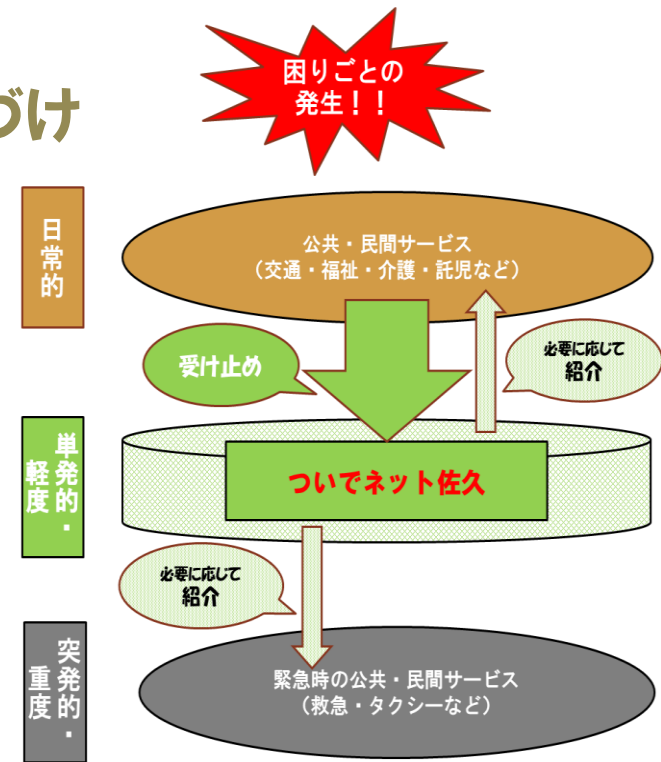 困りごとの
発生！！
づけ
日常的
公共・民間サービス
（交通・福祉・介護・託児など）
受け止め
必要に応じて
紹介
単発的・
軽度
ついでネット佐久
必要に応じて
紹介
突発的・
重度
緊急時の公共・民間サービス
（救急・タクシーなど）